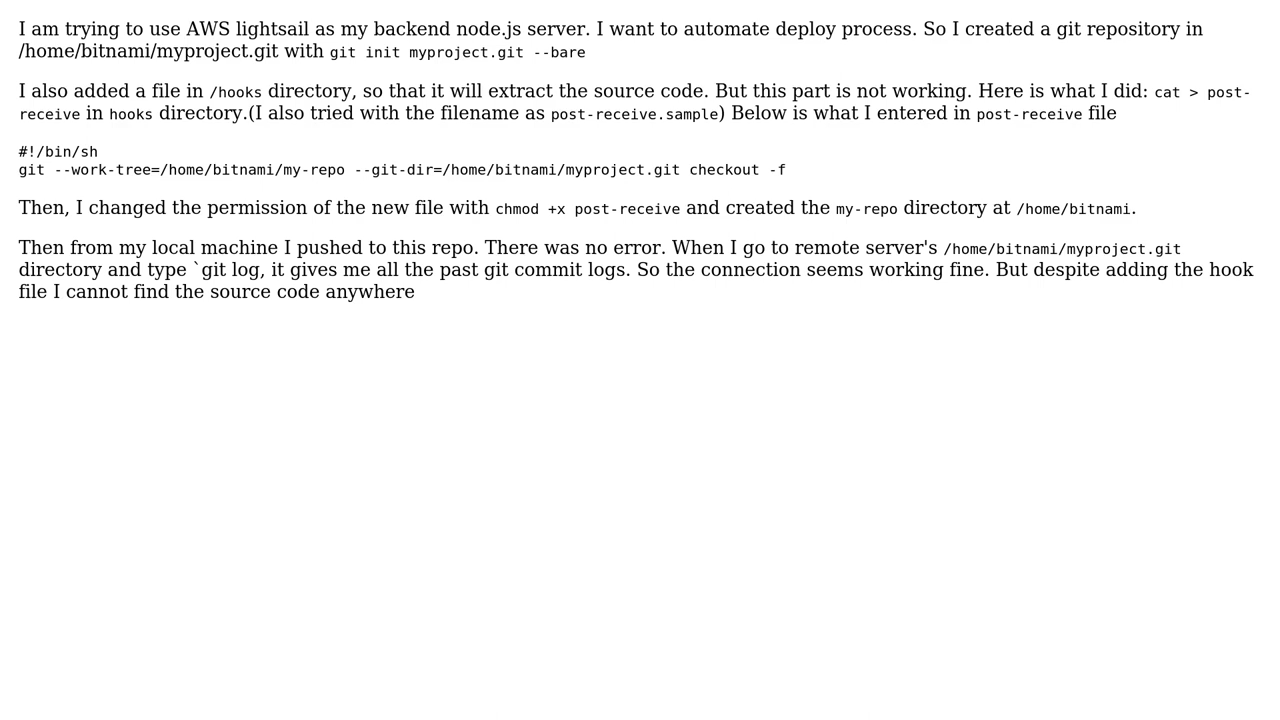 I am trying to use AWS lightsail as my backend node.js server. I want to automate deploy process. So I created a git repository in
/home/bitnami/myproject.git with git init myproject.git --bare
I also added a file in /hooks directory, so that it will extract the source code. But this part is not working. Here is what I did: cat > post-
receive in hooks directory.(I also tried with the filename as post-receive.sample) Below is what I entered in post-receive file
#!/bin/sh
git --work-tree=/home/bitnami/my-repo --git-dir=/home/bitnami/myproject.git checkout -f
Then, I changed the permission of the new file with chmod +x post-receive and created the my-repo directory at /home/bitnami.
Then from my local machine I pushed to this repo. There was no error. When I go to remote server's /home/bitnami/myproject.git
directory and type `git log, it gives me all the past git commit logs. So the connection seems working fine. But despite adding the hook
file I cannot find the source code anywhere